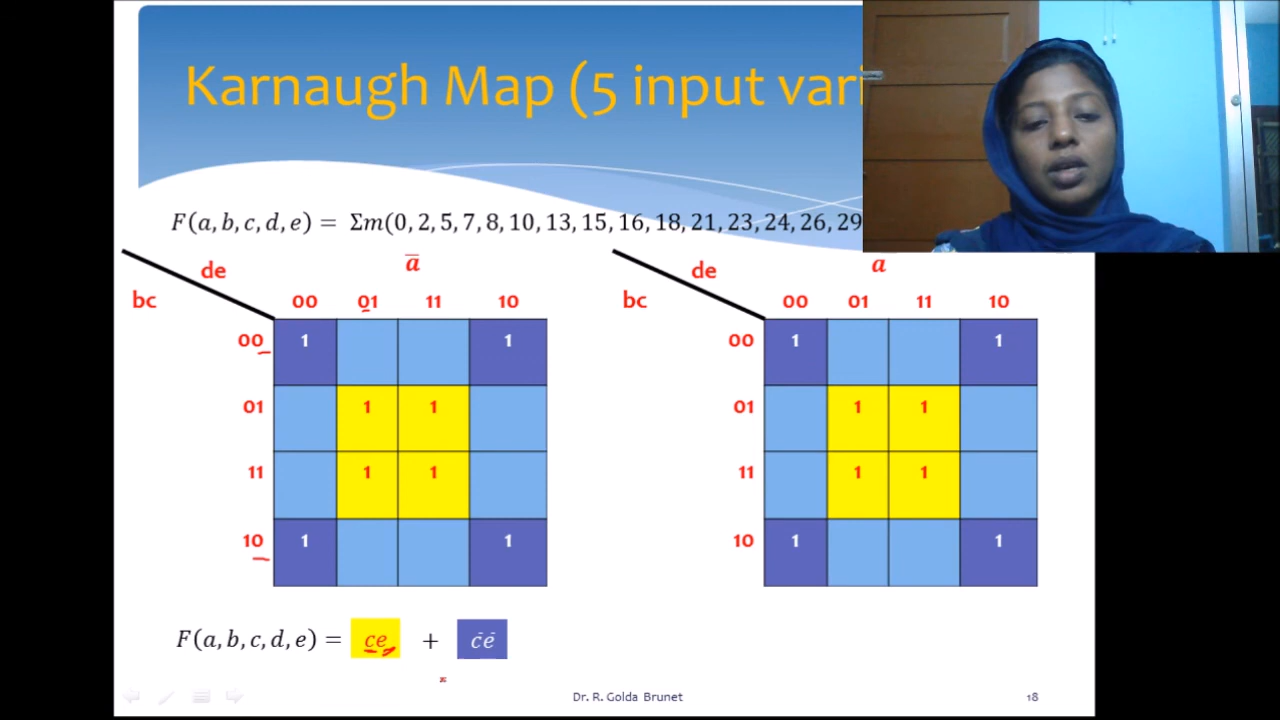 Karnaugh Map (5 input vari
F(a, b, c, d, e) = Σm(0, 2, 5, 7, 8, 10, 13, 15, 16, 18, 21, 23, 24, 26, 29
de a̅ de a
bc 00 01 11 10 bc 00 01 11 10
00 1 1 00 1 1
01 1 1 01 1 1
11 1 1 11 1 1
10 1 1 10 1 1
F(a, b, c, d, e) = ce + c̅e̅
Dr. R. Golda Brunet 18